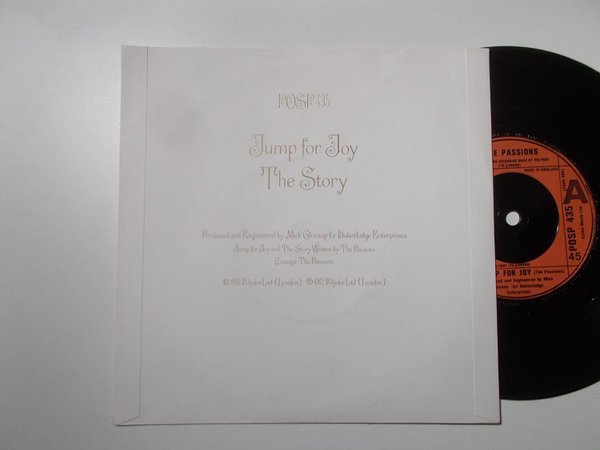 POSP 435
Jump for Joy
The Story
Produced and Engineered by Mick Glossop for Dukeslodge Enterprises
Jump for Joy and The Story Written by The Passions
Concept The Passions
© 1982 Polydor Ltd. (London) ℗ 1982 Polydor Ltd. (London)
E PASSIONS
MADE IN ENGLAND
A
POSP 435
45
P FOR JOY (The Passions)
and Engineered by Mick
for Dukeslodge
Enterprises